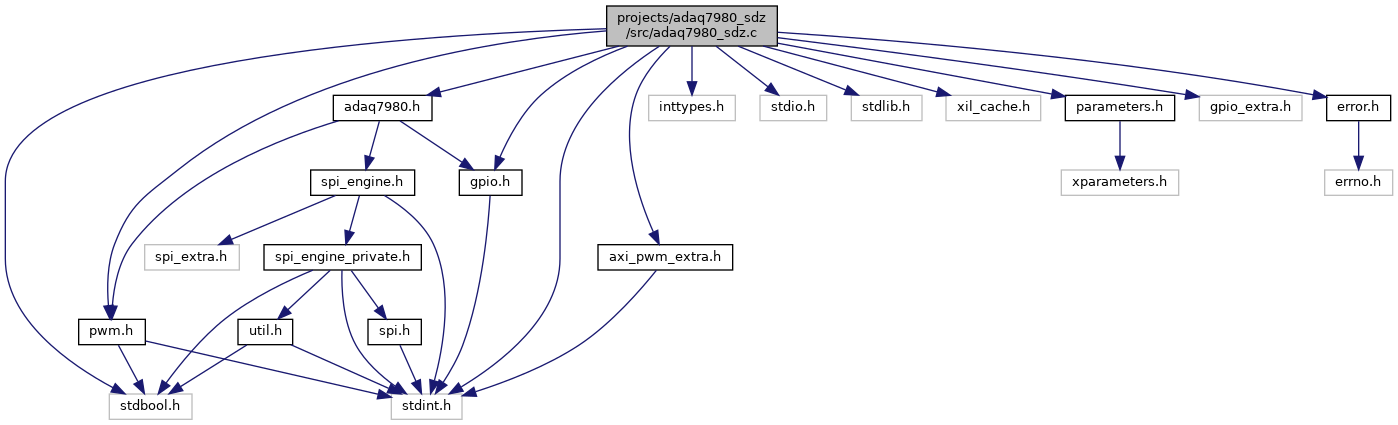 projects/adaq7980_sdz
/src/adaq7980_sdz.c
adaq7980.h
inttypes.h
stdio.h
stdlib.h
xil_cache.h
parameters.h
gpio_extra.h
error.h
spi_engine.h
gpio.h
xparameters.h
errno.h
spi_extra.h
spi_engine_private.h
axi_pwm_extra.h
pwm.h
util.h
spi.h
stdbool.h
stdint.h